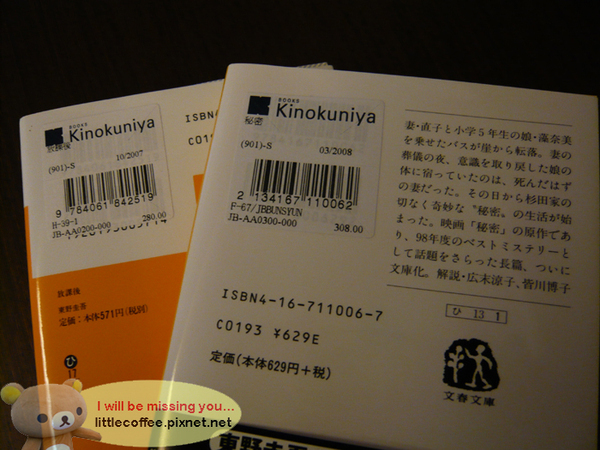 ISBN4
BOOKS
Kinokuniya
放課後
(901)-S 10/2007
9 784061 842519
H-39-1 280.00
JB-AA0200-000
放課後
東野圭吾
定価:本体571円(税別)
ひ
11
BOOKS
Kinokuniya
秘密
(901)-S 03/2008
2 134167 110062
F-67/JBBUNSYUN
JB-AA0300-000 308.00
妻・直子と小学5年生の娘・藻奈美
を乗せたバスが崖から転落。妻の
葬儀の夜、意識を取り戻した娘の
体に宿っていたのは、死んだはず
の妻だった。その日から杉田家の
切なく奇妙な“秘密”の生活が始
まった。映画「秘密」の原作であ
り、98年度のベストミステリーと
して話題をさらった長篇、ついに
文庫化。解説・広末涼子、皆川博子
ISBN4-16-711006-7
C0193 ¥629E
定価(本体629円+税)
ひ 13 1
文春文庫
東野圭吾
I will be missing you...
littlecoffee.pixnet.net